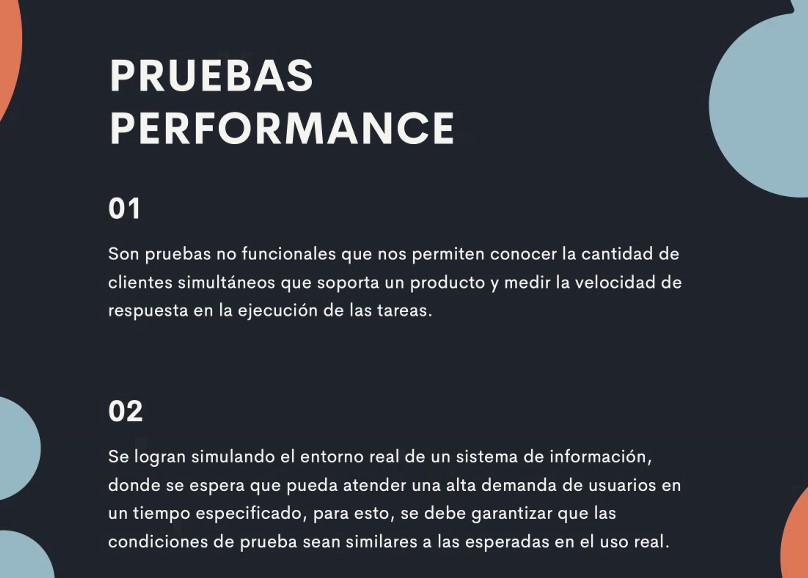 PRUEBAS
PERFORMANCE
01
Son pruebas no funcionales que nos permiten conocer la cantidad de
clientes simultáneos que soporta un producto y medir la velocidad de
respuesta en la ejecución de las tareas.
02
Se logran simulando el entorno real de un sistema de información,
donde se espera que pueda atender una alta demanda de usuarios en
un tiempo especificado, para esto, se debe garantizar que las
condiciones de prueba sean similares a las esperadas en el uso real.